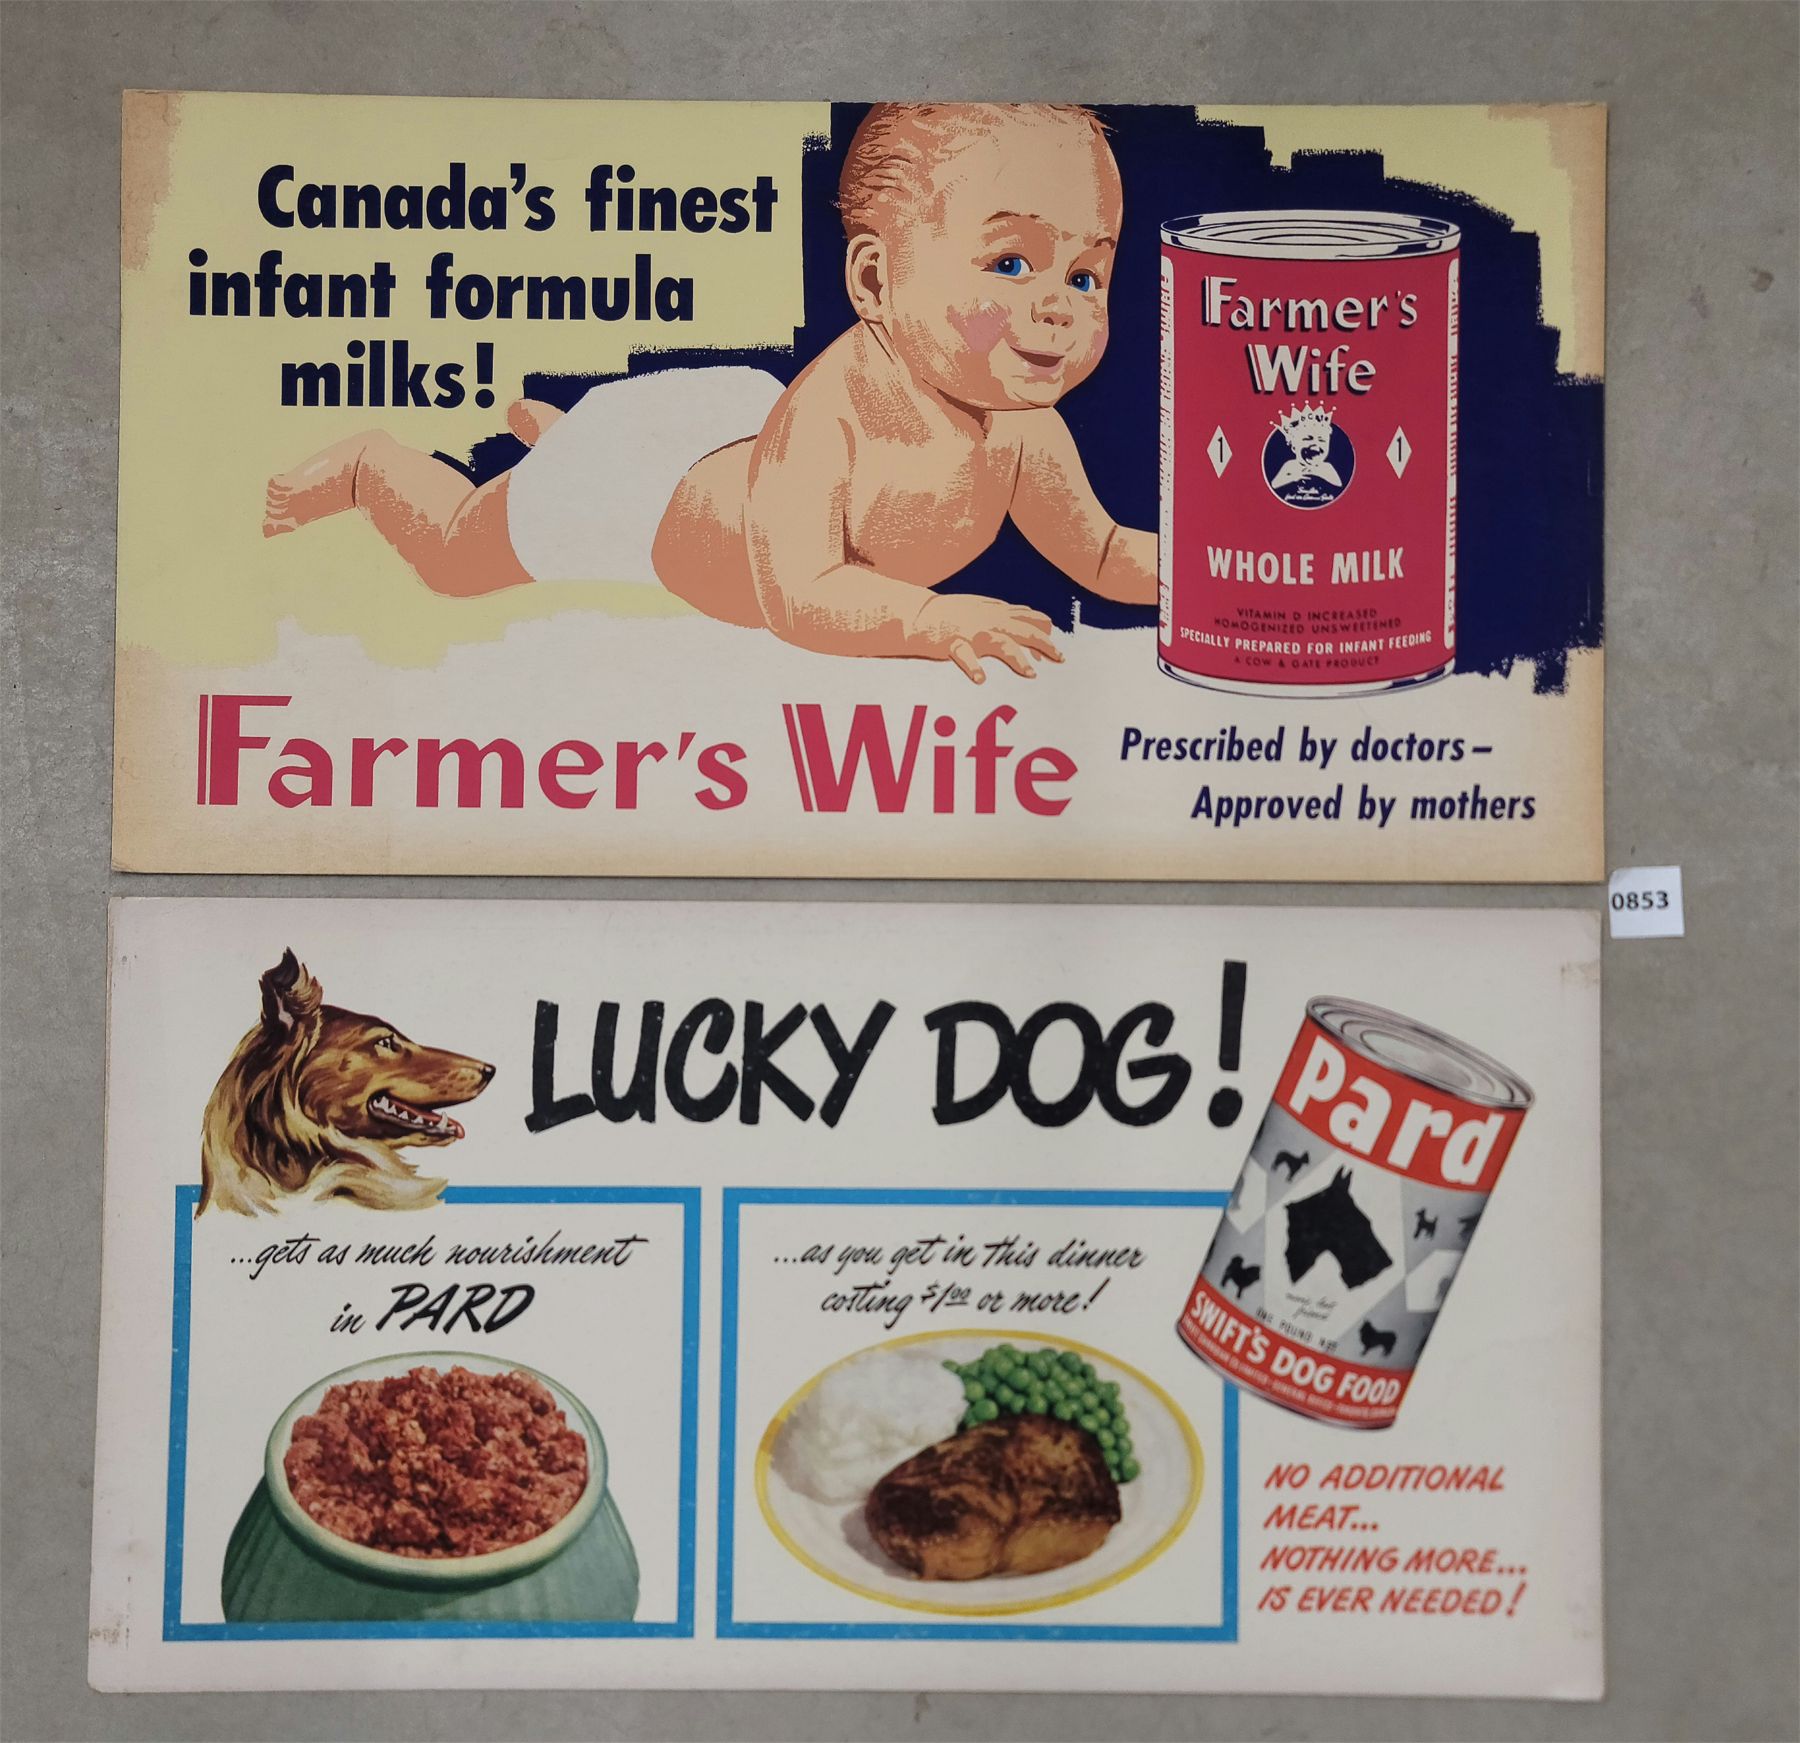 Canada's finest
infant formula
milks!
Farmer's
Wife
1 1
WHOLE MILK
VITAMIN D INCREASED
HOMOGENIZED UNSWEETENED
SPECIALLY PREPARED FOR INFANT FEEDING
A COW & GATE PRODUCT
Farmer's Wife
Prescribed by doctors–
Approved by mothers
0853
LUCKY DOG!
Pard
ONE POUND NET
SWIFT'S DOG FOOD
...gets as much nourishment
in PARD
...as you get in this dinner
costing $1.00 or more!
NO ADDITIONAL
MEAT...
NOTHING MORE...
IS EVER NEEDED!